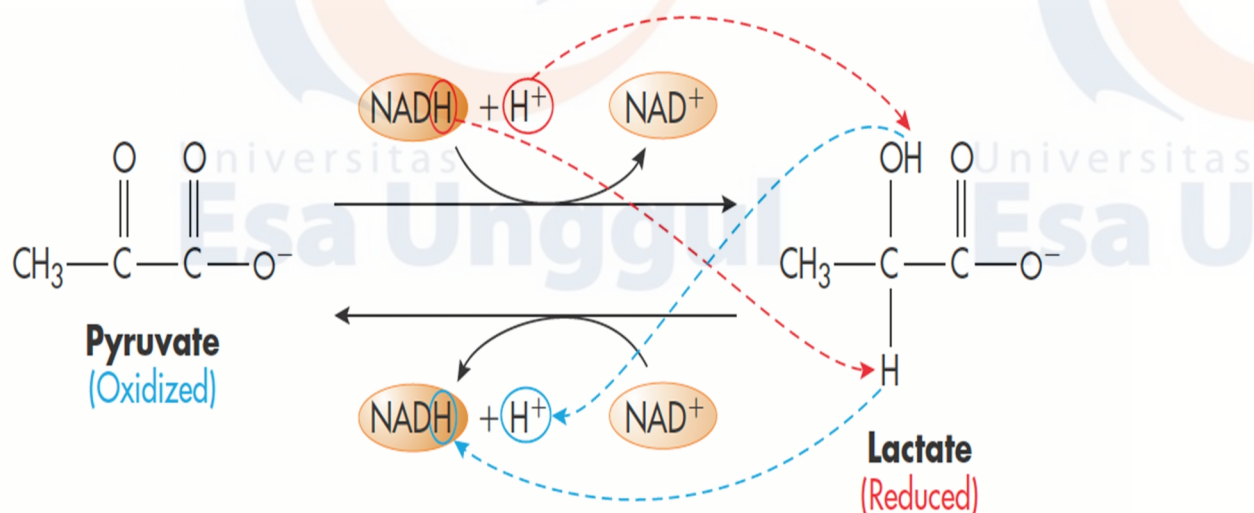 NADH + H⁺ NAD⁺
O O OH O
Universitas Universitas
Esa Unggul Esa U
CH₃ C C O⁻ CH₃ C C O⁻
Pyruvate
(Oxidized)
H
NADH + H⁺ NAD⁺
Lactate
(Reduced)